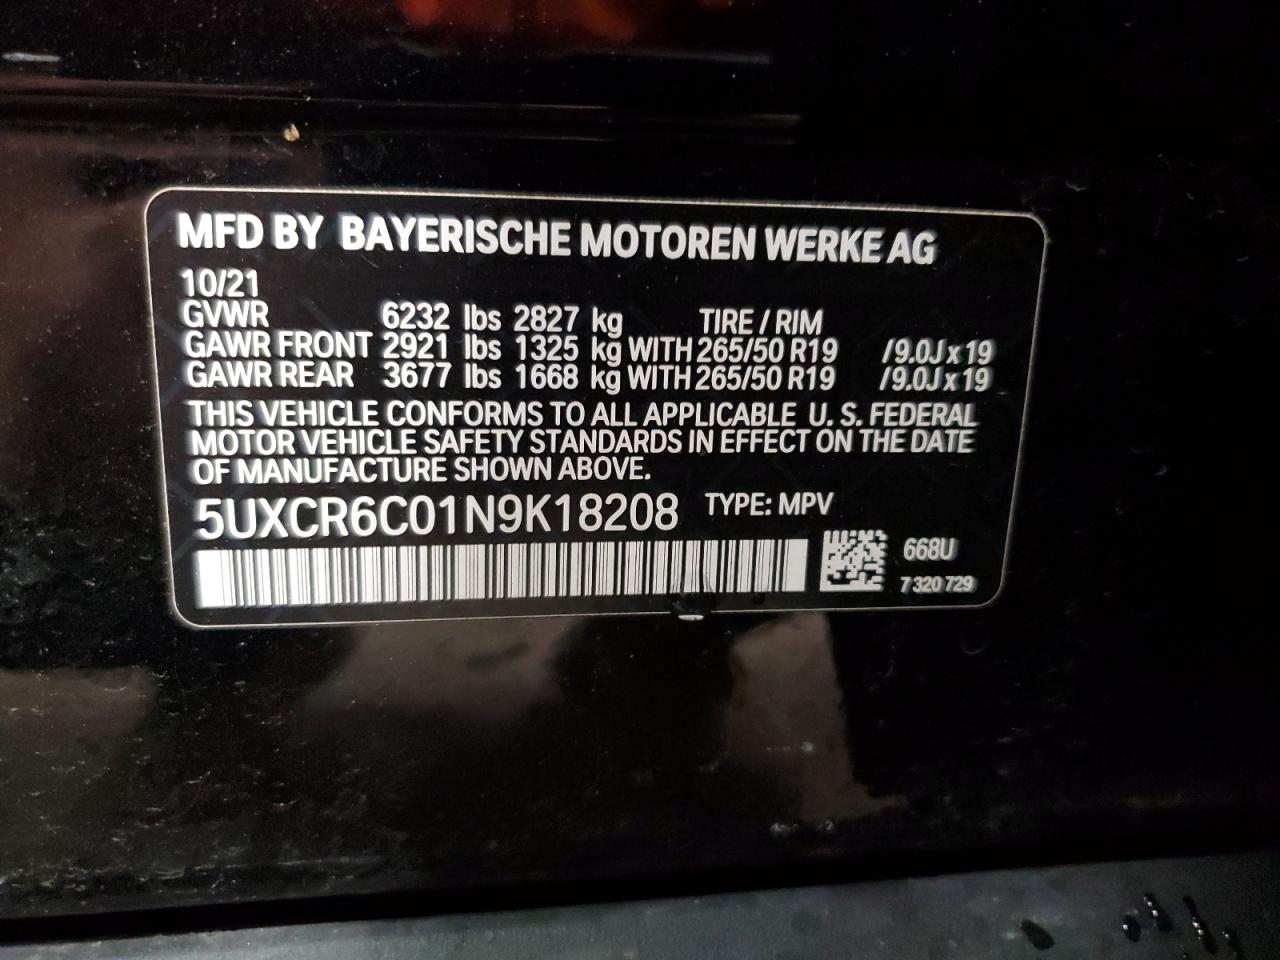 MFD BY BAYERISCHE MOTOREN WERKE AG
10/21
GVWR 6232 lbs 2827 kg TIRE / RIM
GAWR FRONT 2921 lbs 1325 kg WITH 265/50 R19 /9.0J x 19
GAWR REAR 3677 lbs 1668 kg WITH 265/50 R19 /9.0J x 19
THIS VEHICLE CONFORMS TO ALL APPLICABLE U. S. FEDERAL
MOTOR VEHICLE SAFETY STANDARDS IN EFFECT ON THE DATE
OF MANUFACTURE SHOWN ABOVE.
5UXCR6C01N9K18208 TYPE: MPV
668U
7 320 729